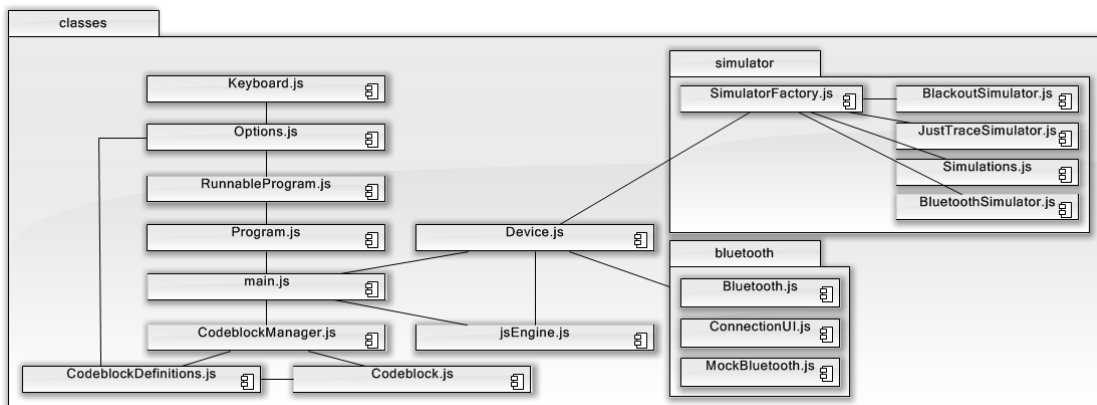 classes
simulator
Keyboard.js
SimulatorFactory.js
BlackoutSimulator.js
Options.js
JustTraceSimulator.js
Simulations.js
RunnableProgram.js
BluetoothSimulator.js
Program.js
Device.js
bluetooth
main.js
Bluetooth.js
CodeblockManager.js
jsEngine.js
ConnectionUI.js
CodeblockDefinitions.js
Codeblock.js
MockBluetooth.js